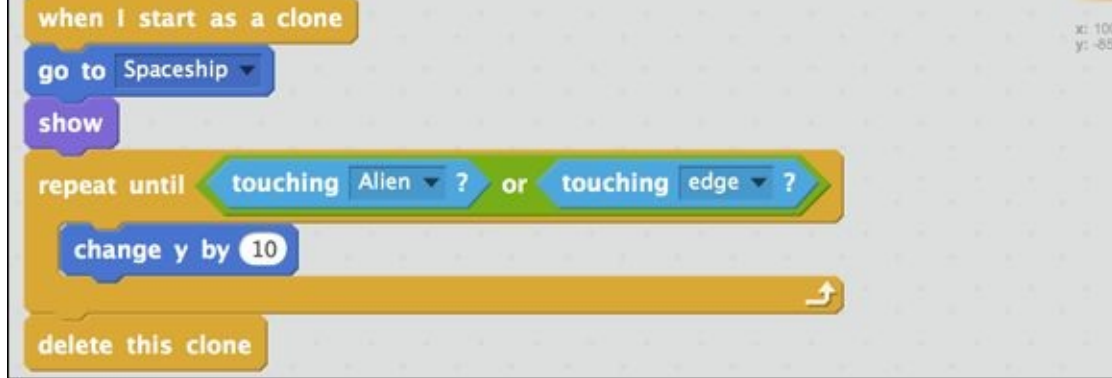 when I start as a clone
go to Spaceship
show
repeat until touching Alien ? or touching edge ?
change y by 10
delete this clone